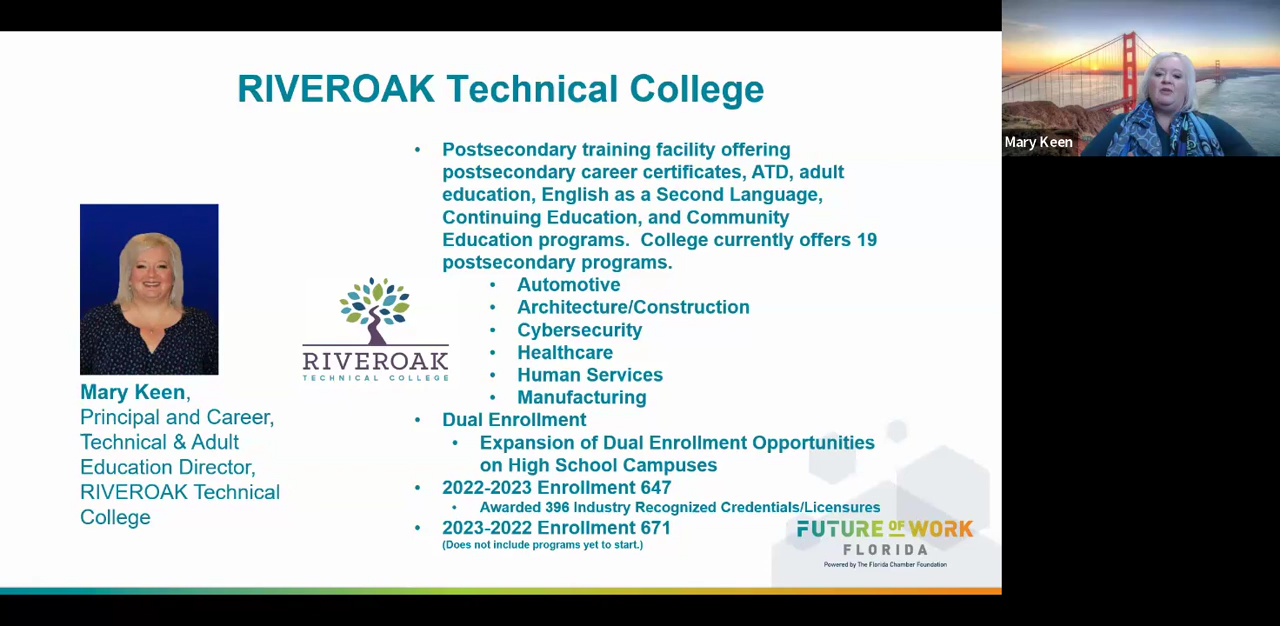 RIVEROAK Technical College
Mary Keen
• Postsecondary training facility offering
postsecondary career certificates, ATD, adult
education, English as a Second Language,
Continuing Education, and Community
Education programs.  College currently offers 19
postsecondary programs.
• Automotive
• Architecture/Construction
• Cybersecurity
• Healthcare
• Human Services
• Manufacturing
• Dual Enrollment
• Expansion of Dual Enrollment Opportunities
on High School Campuses
• 2022-2023 Enrollment 647
• Awarded 396 Industry Recognized Credentials/Licensures
• 2023-2022 Enrollment 671
(Does not include programs yet to start.)
RIVEROAK
TECHNICAL COLLEGE
Mary Keen,
Principal and Career,
Technical & Adult
Education Director,
RIVEROAK Technical
College
FUTURE OF WORK
FLORIDA
Powered by The Florida Chamber Foundation